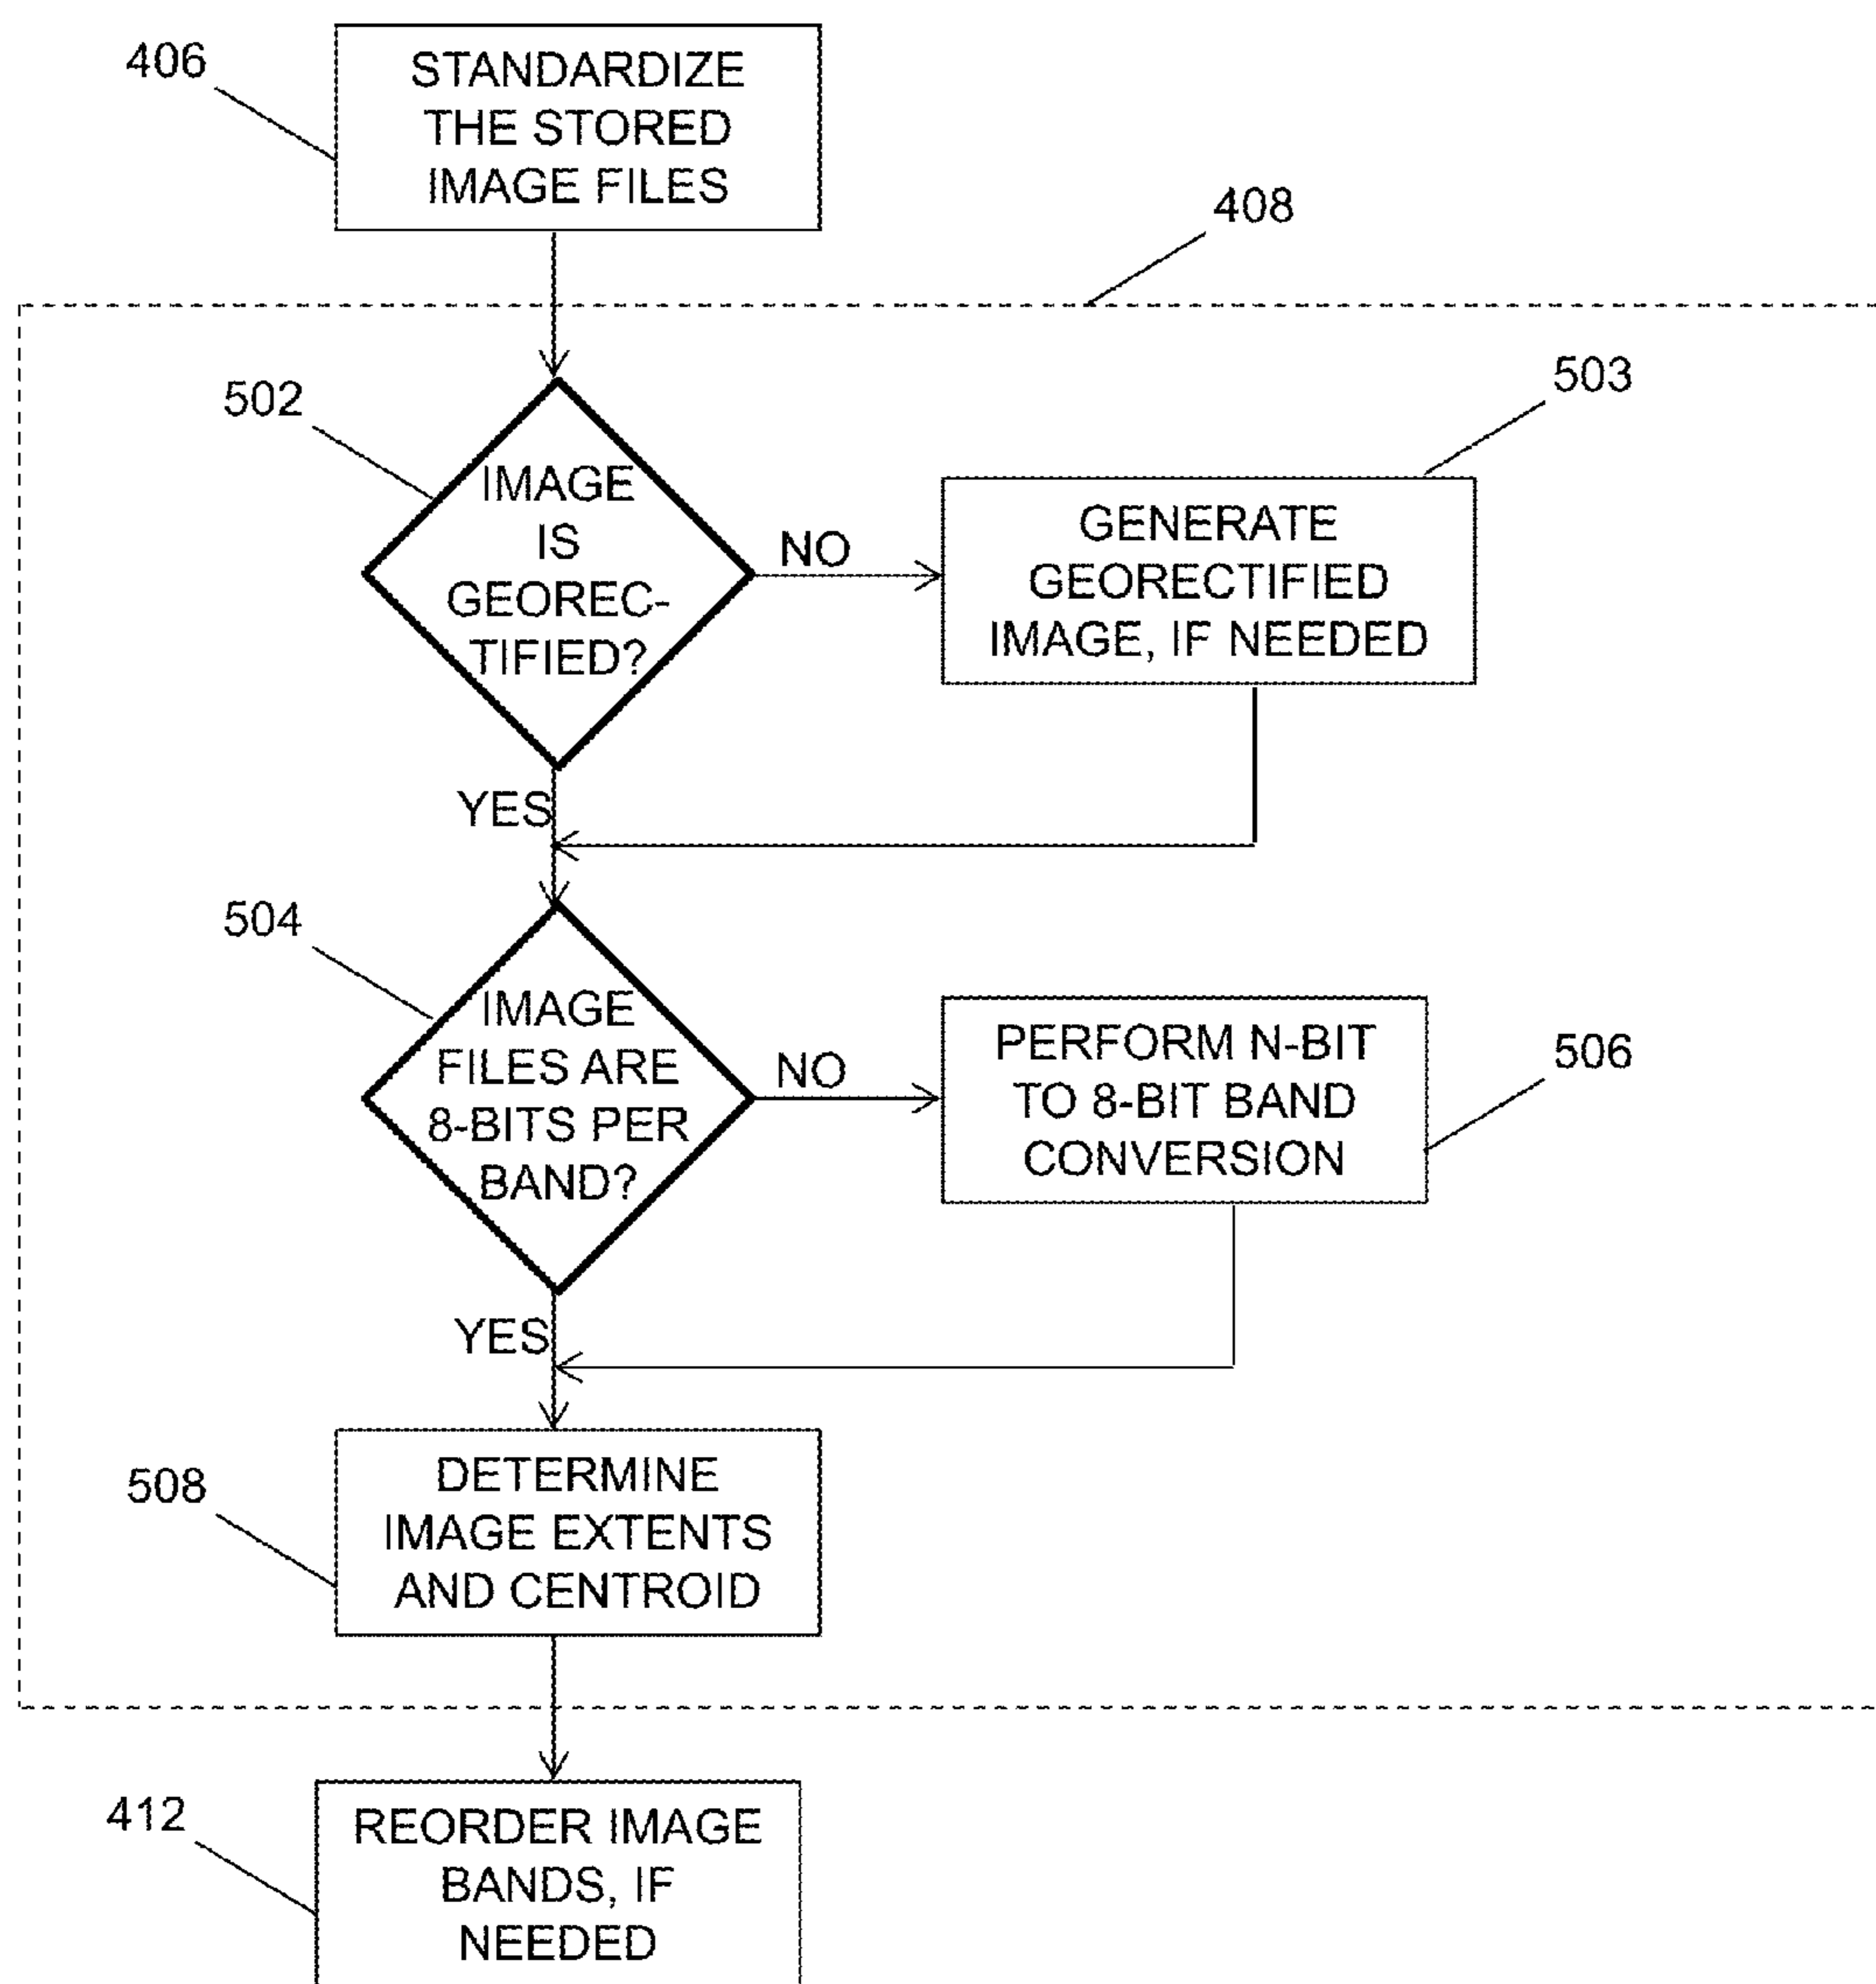 406
STANDARDIZE
THE STORED
IMAGE FILES
408
502
IMAGE
IS
GEOREC-
TIFIED?
NO
503
GENERATE
GEORECTIFIED
IMAGE, IF NEEDED
YES
504
IMAGE
FILES ARE
8-BITS PER
BAND?
NO
PERFORM N-BIT
TO 8-BIT BAND
CONVERSION
506
YES
508
DETERMINE
IMAGE EXTENTS
AND CENTROID
412
REORDER IMAGE
BANDS, IF
NEEDED